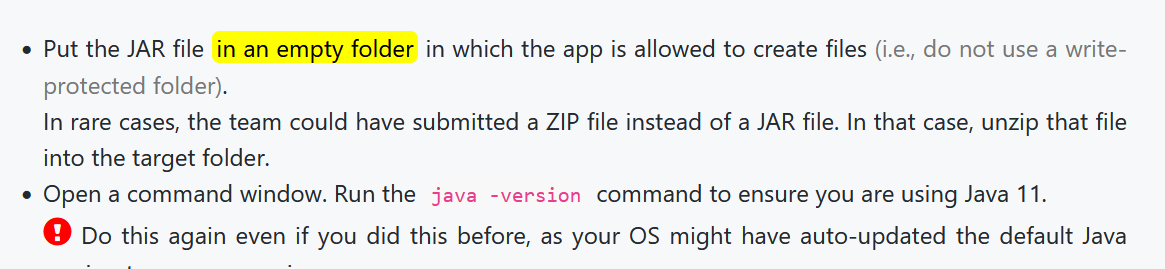 Put the JAR file in an empty folder in which the app is allowed to create files (i.e., do not use a write-
protected folder).
In rare cases, the team could have submitted a ZIP file instead of a JAR file. In that case, unzip that file
into the target folder.
Open a command window. Run the java -version command to ensure you are using Java 11.
Do this again even if you did this before, as your OS might have auto-updated the default Java